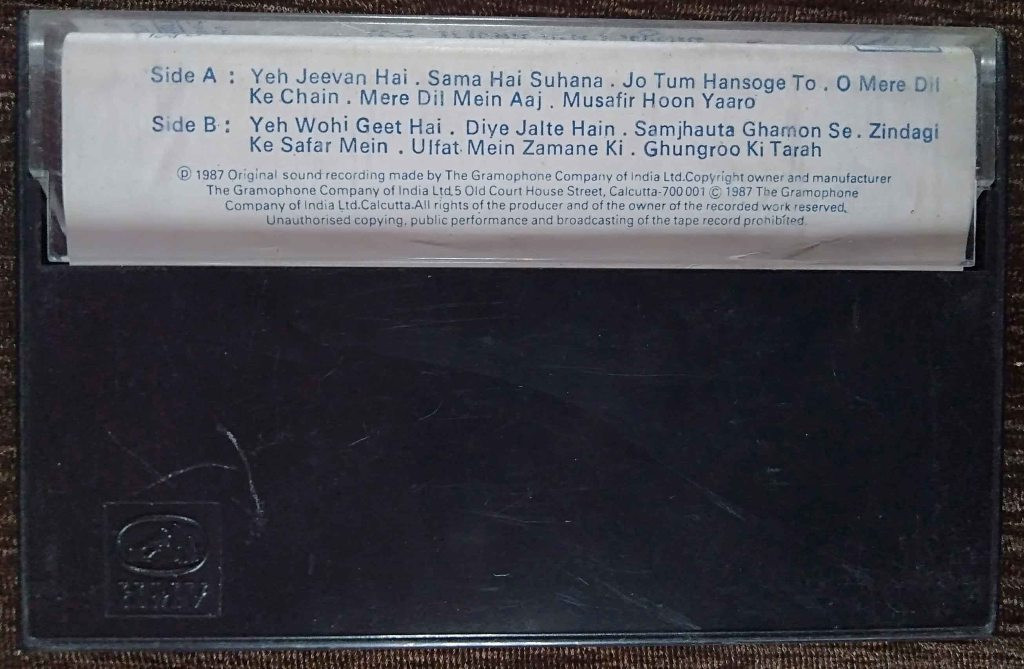 Side A : Yeh Jeevan Hai . Sama Hai Suhana . Jo Tum Hansoge To . O Mere Dil
Ke Chain . Mere Dil Mein Aaj . Musafir Hoon Yaaro
Side B : Yeh Wohi Geet Hai . Diye Jalte Hain . Samjhauta Ghamon Se . Zindagi
Ke Safar Mein . Ulfat Mein Zamane Ki . Ghungroo Ki Tarah
℗ 1987 Original sound recording made by The Gramophone Company of India Ltd.Copyright owner and manufacturer
The Gramophone Company of India Ltd,5 Old Court House Street, Calcutta-700 001 © 1987 The Gramophone
Company of India Ltd.Calcutta.All rights of the producer and of the owner of the recorded work reserved.
Unauthorised copying, public performance and broadcasting of the tape record prohibited.